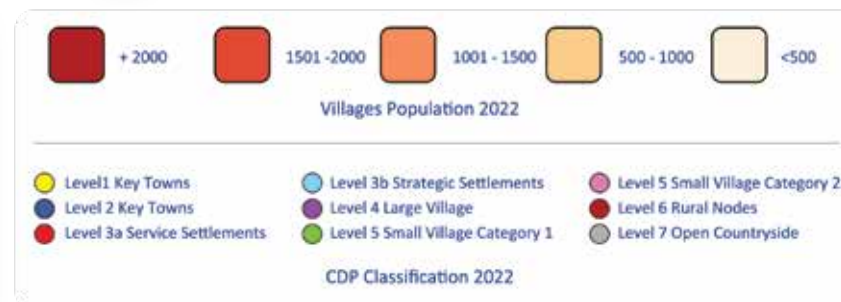 + 2000 1501 -2000 1001 - 1500 500 - 1000 <500
Villages Population 2022
Level1 Key Towns Level 3b Strategic Settlements Level 5 Small Village Category 2
Level 2 Key Towns Level 4 Large Village Level 6 Rural Nodes
Level 3a Service Settlements Level 5 Small Village Category 1 Level 7 Open Countryside
CDP Classification 2022